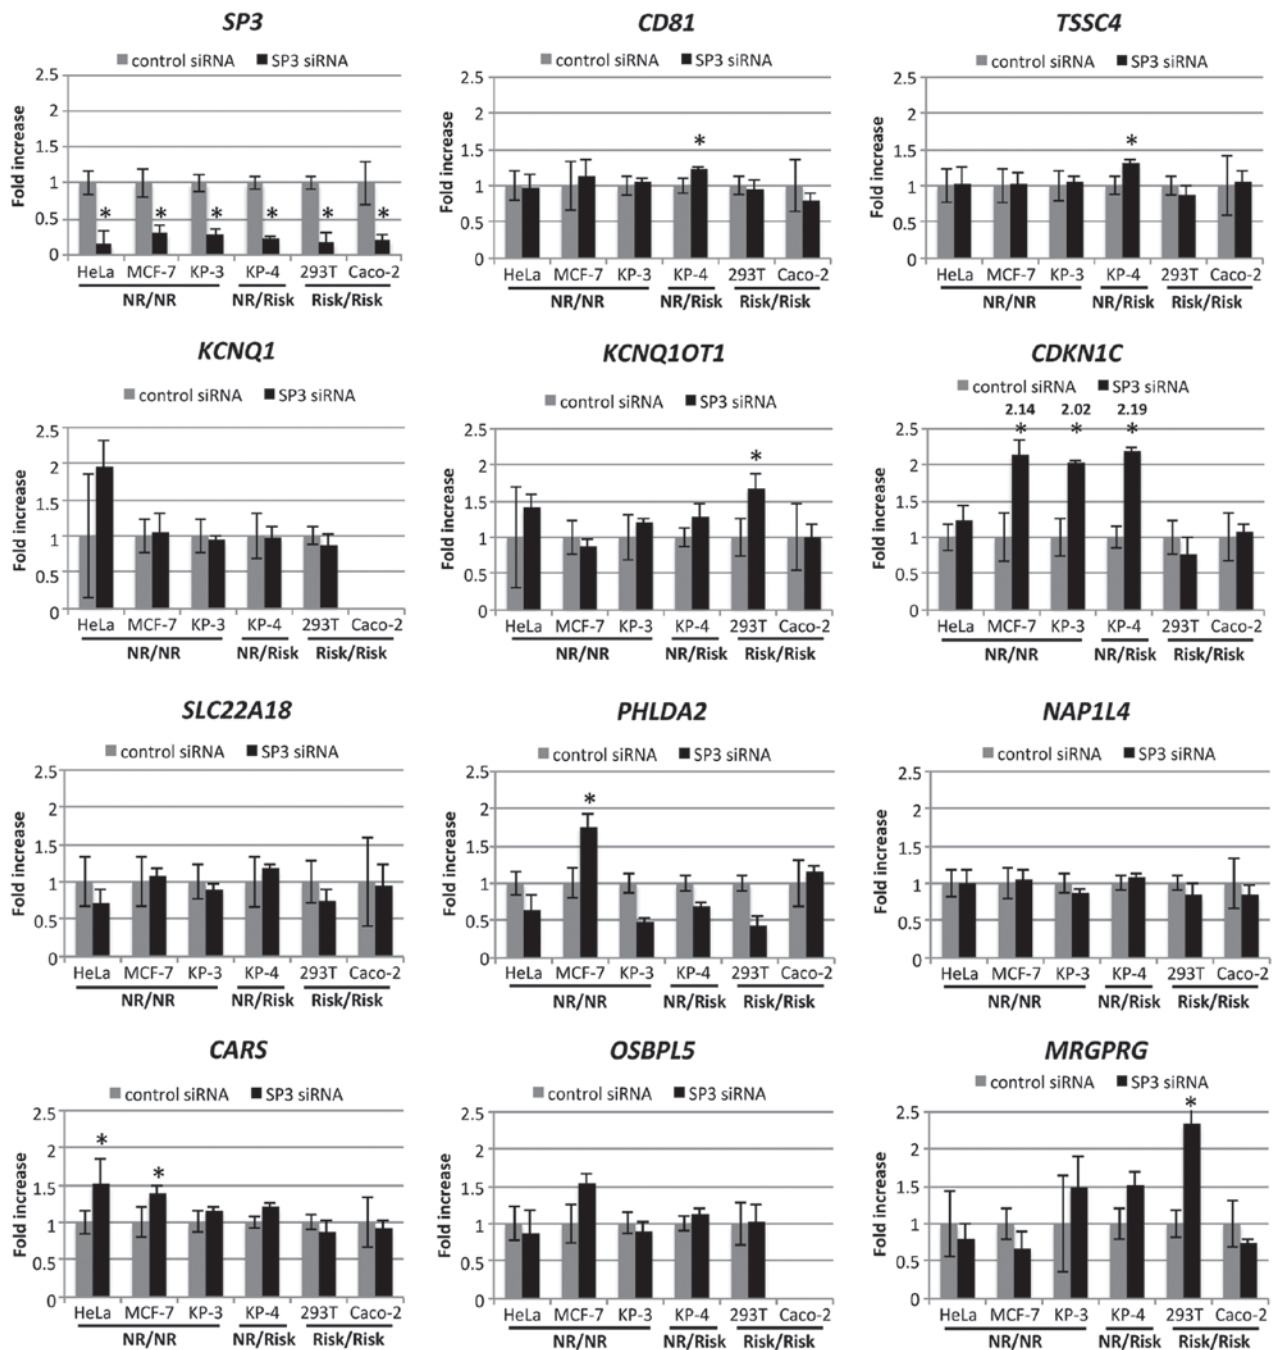 SP3
control siRNA SP3 siRNA
Fold increase
2.5
2
1.5
1
0.5
0
* * * * * *
HeLa MCF-7 KP-3 KP-4 293T Caco-2
NR/NR NR/Risk Risk/Risk
CD81
control siRNA SP3 siRNA
Fold increase
2.5
2
1.5
1
0.5
0
*
HeLa MCF-7 KP-3 KP-4 293T Caco-2
NR/NR NR/Risk Risk/Risk
TSSC4
control siRNA SP3 siRNA
Fold increase
2.5
2
1.5
1
0.5
0
*
HeLa MCF-7 KP-3 KP-4 293T Caco-2
NR/NR NR/Risk Risk/Risk
KCNQ1
control siRNA SP3 siRNA
Fold increase
2.5
2
1.5
1
0.5
0
HeLa MCF-7 KP-3 KP-4 293T Caco-2
NR/NR NR/Risk Risk/Risk
KCNQ1OT1
control siRNA SP3 siRNA
Fold increase
2.5
2
1.5
1
0.5
0
*
HeLa MCF-7 KP-3 KP-4 293T Caco-2
NR/NR NR/Risk Risk/Risk
CDKN1C
control siRNA SP3 siRNA
2.14 2.02 2.19
* * *
Fold increase
2.5
2
1.5
1
0.5
0
HeLa MCF-7 KP-3 KP-4 293T Caco-2
NR/NR NR/Risk Risk/Risk
SLC22A18
control siRNA SP3 siRNA
Fold increase
2.5
2
1.5
1
0.5
0
HeLa MCF-7 KP-3 KP-4 293T Caco-2
NR/NR NR/Risk Risk/Risk
PHLDA2
control siRNA SP3 siRNA
Fold increase
2.5
2
1.5
1
0.5
0
*
HeLa MCF-7 KP-3 KP-4 293T Caco-2
NR/NR NR/Risk Risk/Risk
NAP1L4
control siRNA SP3 siRNA
Fold increase
2.5
2
1.5
1
0.5
0
HeLa MCF-7 KP-3 KP-4 293T Caco-2
NR/NR NR/Risk Risk/Risk
CARS
control siRNA SP3 siRNA
Fold increase
2.5
2
1.5
1
0.5
0
* *
HeLa MCF-7 KP-3 KP-4 293T Caco-2
NR/NR NR/Risk Risk/Risk
OSBPL5
control siRNA SP3 siRNA
Fold increase
2.5
2
1.5
1
0.5
0
HeLa MCF-7 KP-3 KP-4 293T Caco-2
NR/NR NR/Risk Risk/Risk
MRGPRG
control siRNA SP3 siRNA
*
Fold increase
2.5
2
1.5
1
0.5
0
HeLa MCF-7 KP-3 KP-4 293T Caco-2
NR/NR NR/Risk Risk/Risk